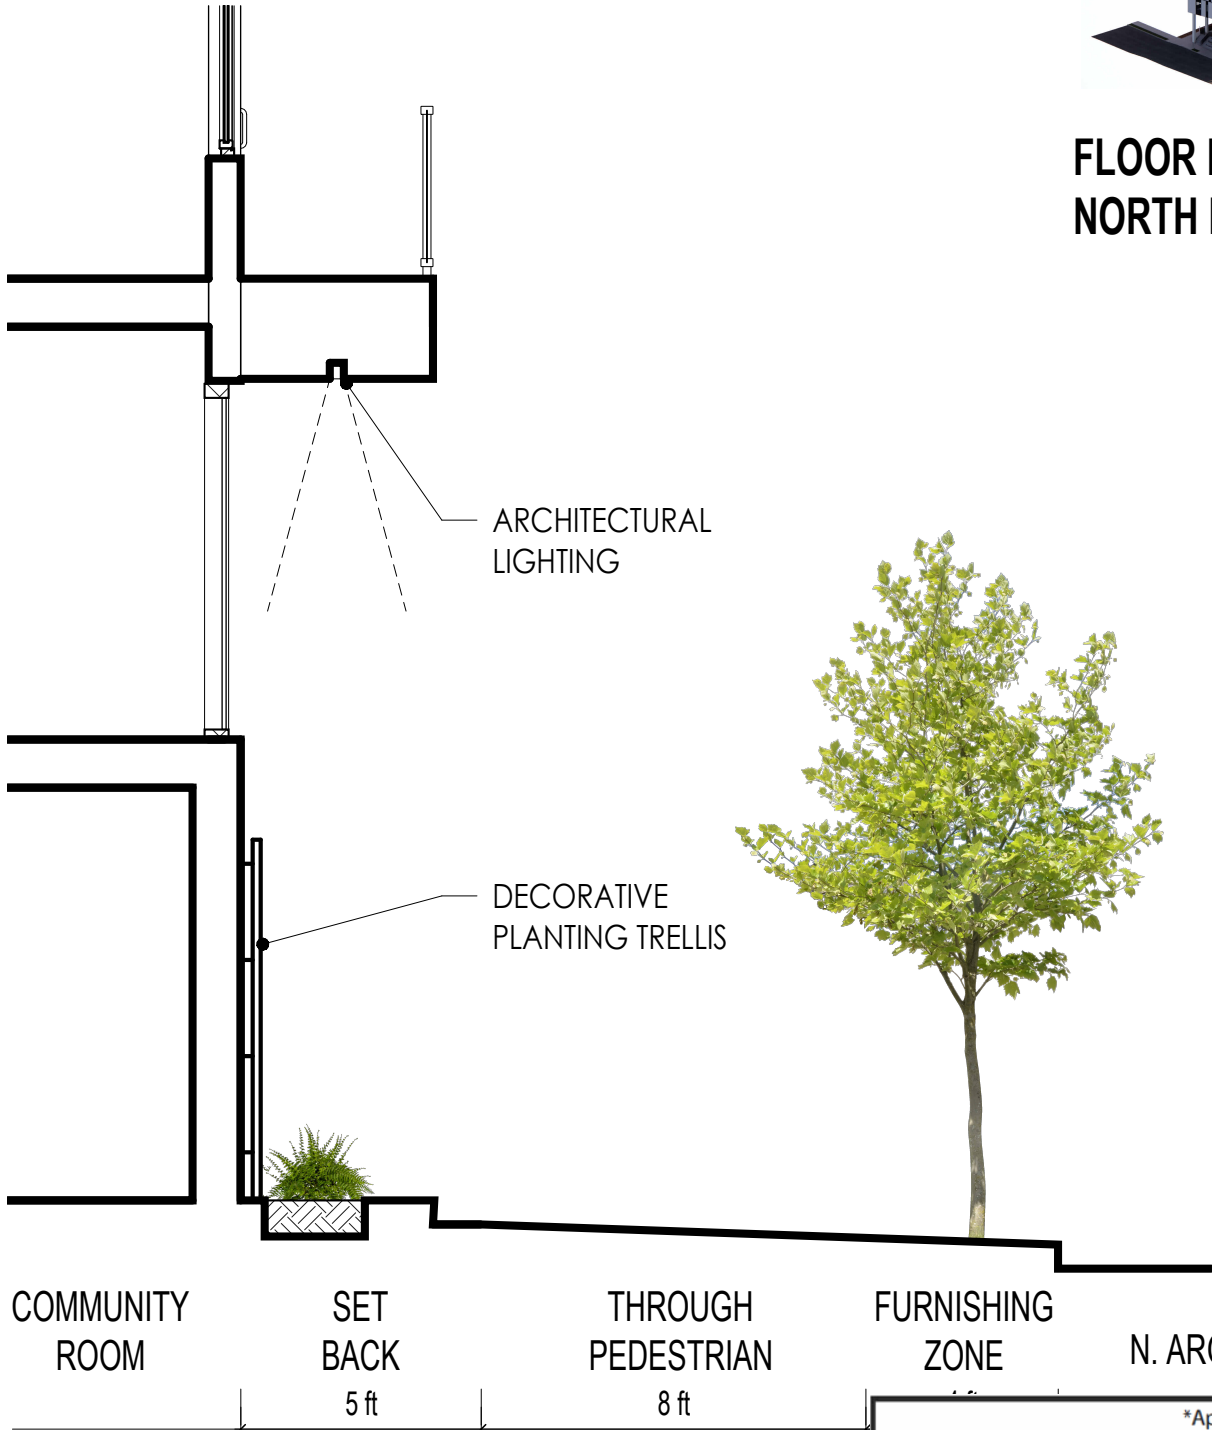 FLOOR
NORTH
ARCHITECTURAL
LIGHTING
DECORATIVE
PLANTING TRELLIS
COMMUNITY
ROOM
SET
BACK
5 ft
THROUGH
PEDESTRIAN
8 ft
FURNISHING
ZONE
N.